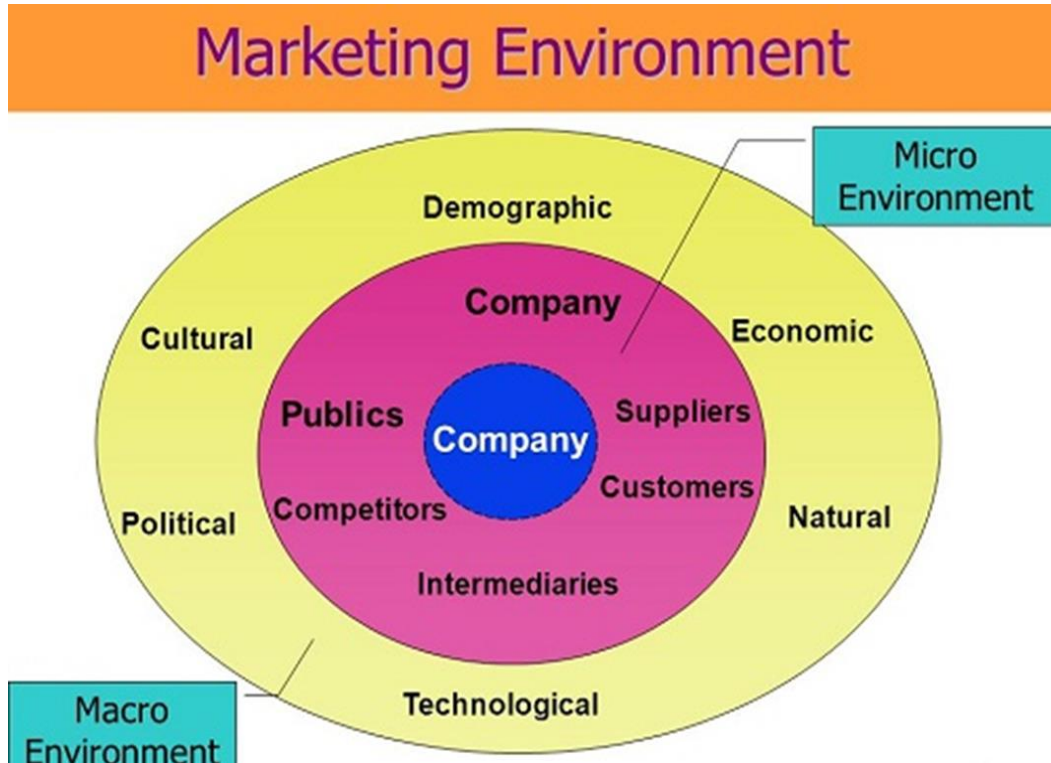 Marketing Environment
Micro
Environment
Demographic
Company
Cultural
Economic
Publics
Suppliers
Company
Customers
Competitors
Political
Natural
Intermediaries
Technological
Macro
Environment